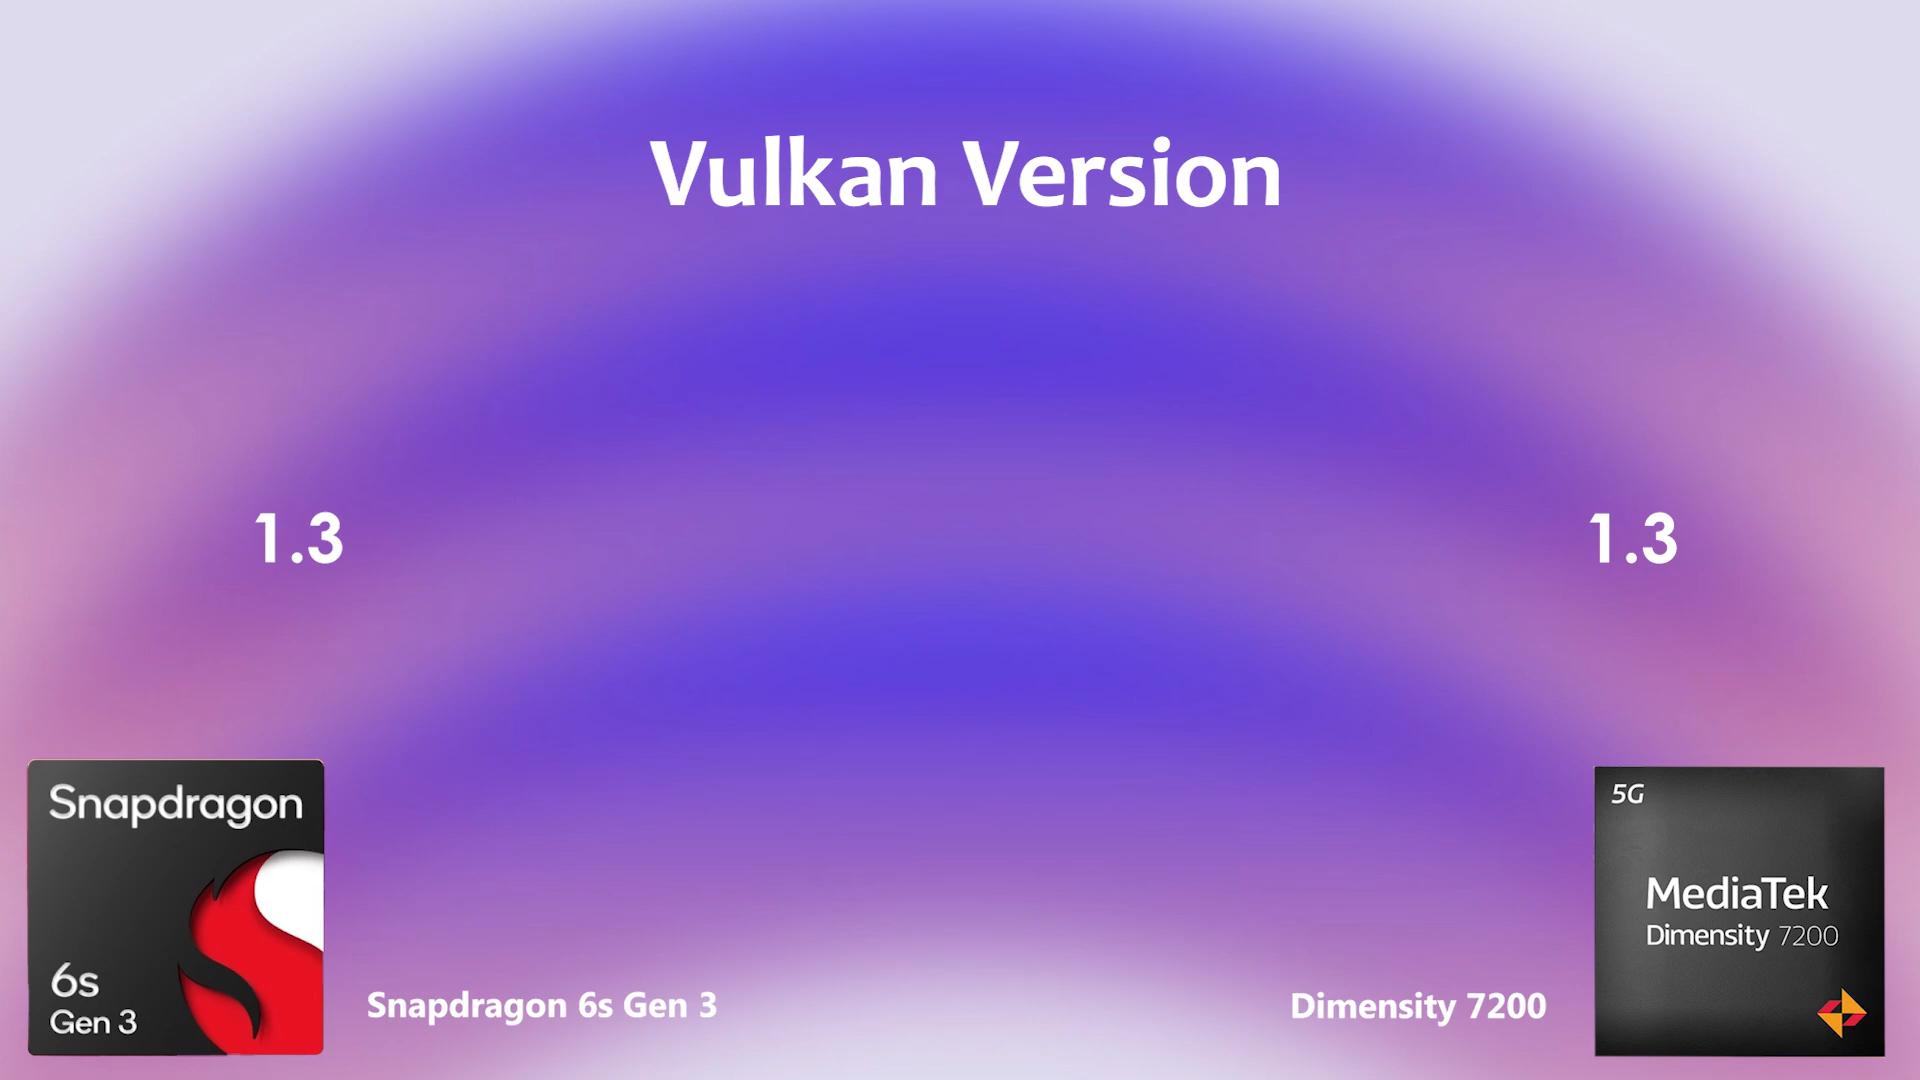 Vulkan Version
1.3
1.3
Snapdragon
6s
Gen 3
Snapdragon 6s Gen 3
Dimensity 7200
5G
MediaTek
Dimensity 7200